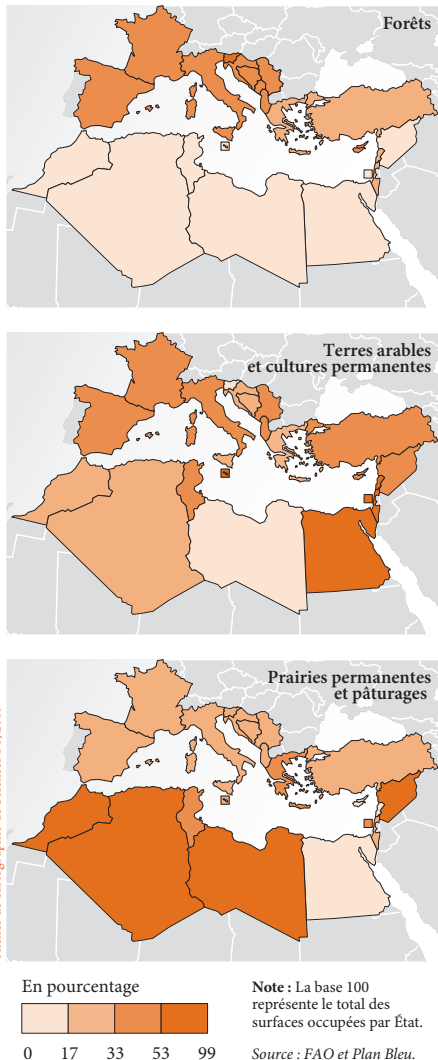 Forêts
Terres arables
et cultures permanentes
Prairies permanentes
et pâturages
En pourcentage
0 17 33 53 99
Note : La base 100
représente le total des
surfaces occupées par État.
Source : FAO et Plan Bleu.